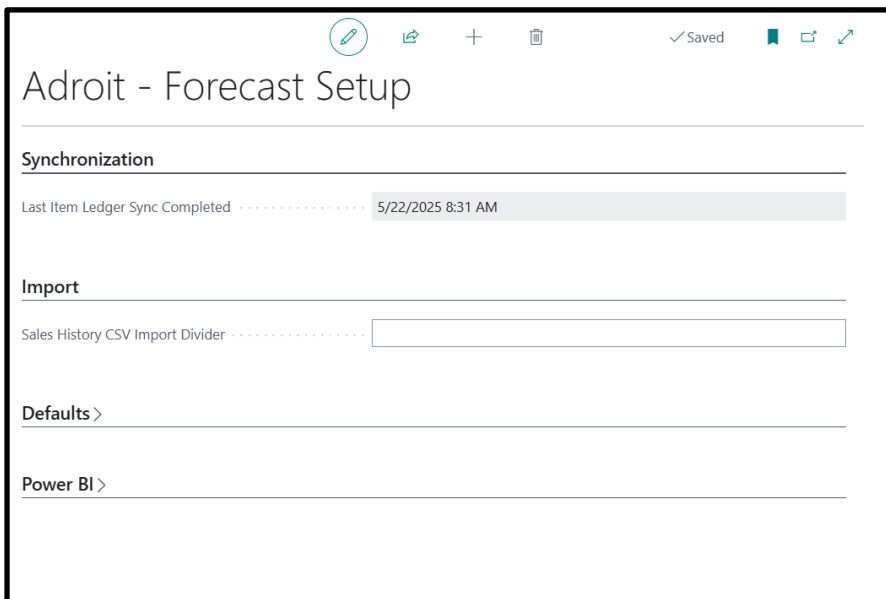 Saved
Adroit - Forecast Setup
Synchronization
Last Item Ledger Sync Completed 5/22/2025 8:31 AM
Import
Sales History CSV Import Divider
Defaults
Power BI